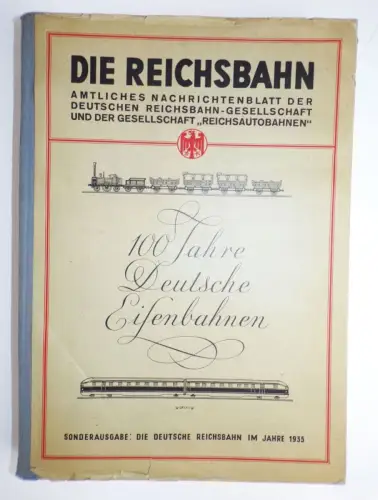 DIE REICHSBAHN
AMTLICHES NACHRICHTENBLATT DER
DEUTSCHEN REICHSBAHN-GESELLSCHAFT
UND DER GESELLSCHAFT „REICHSAUTOBAHNEN"
100 Jahre
Deutsche
Eiſenbahnen
SONDERAUSGABE: DIE DEUTSCHE REICHSBAHN IM JAHRE 1935